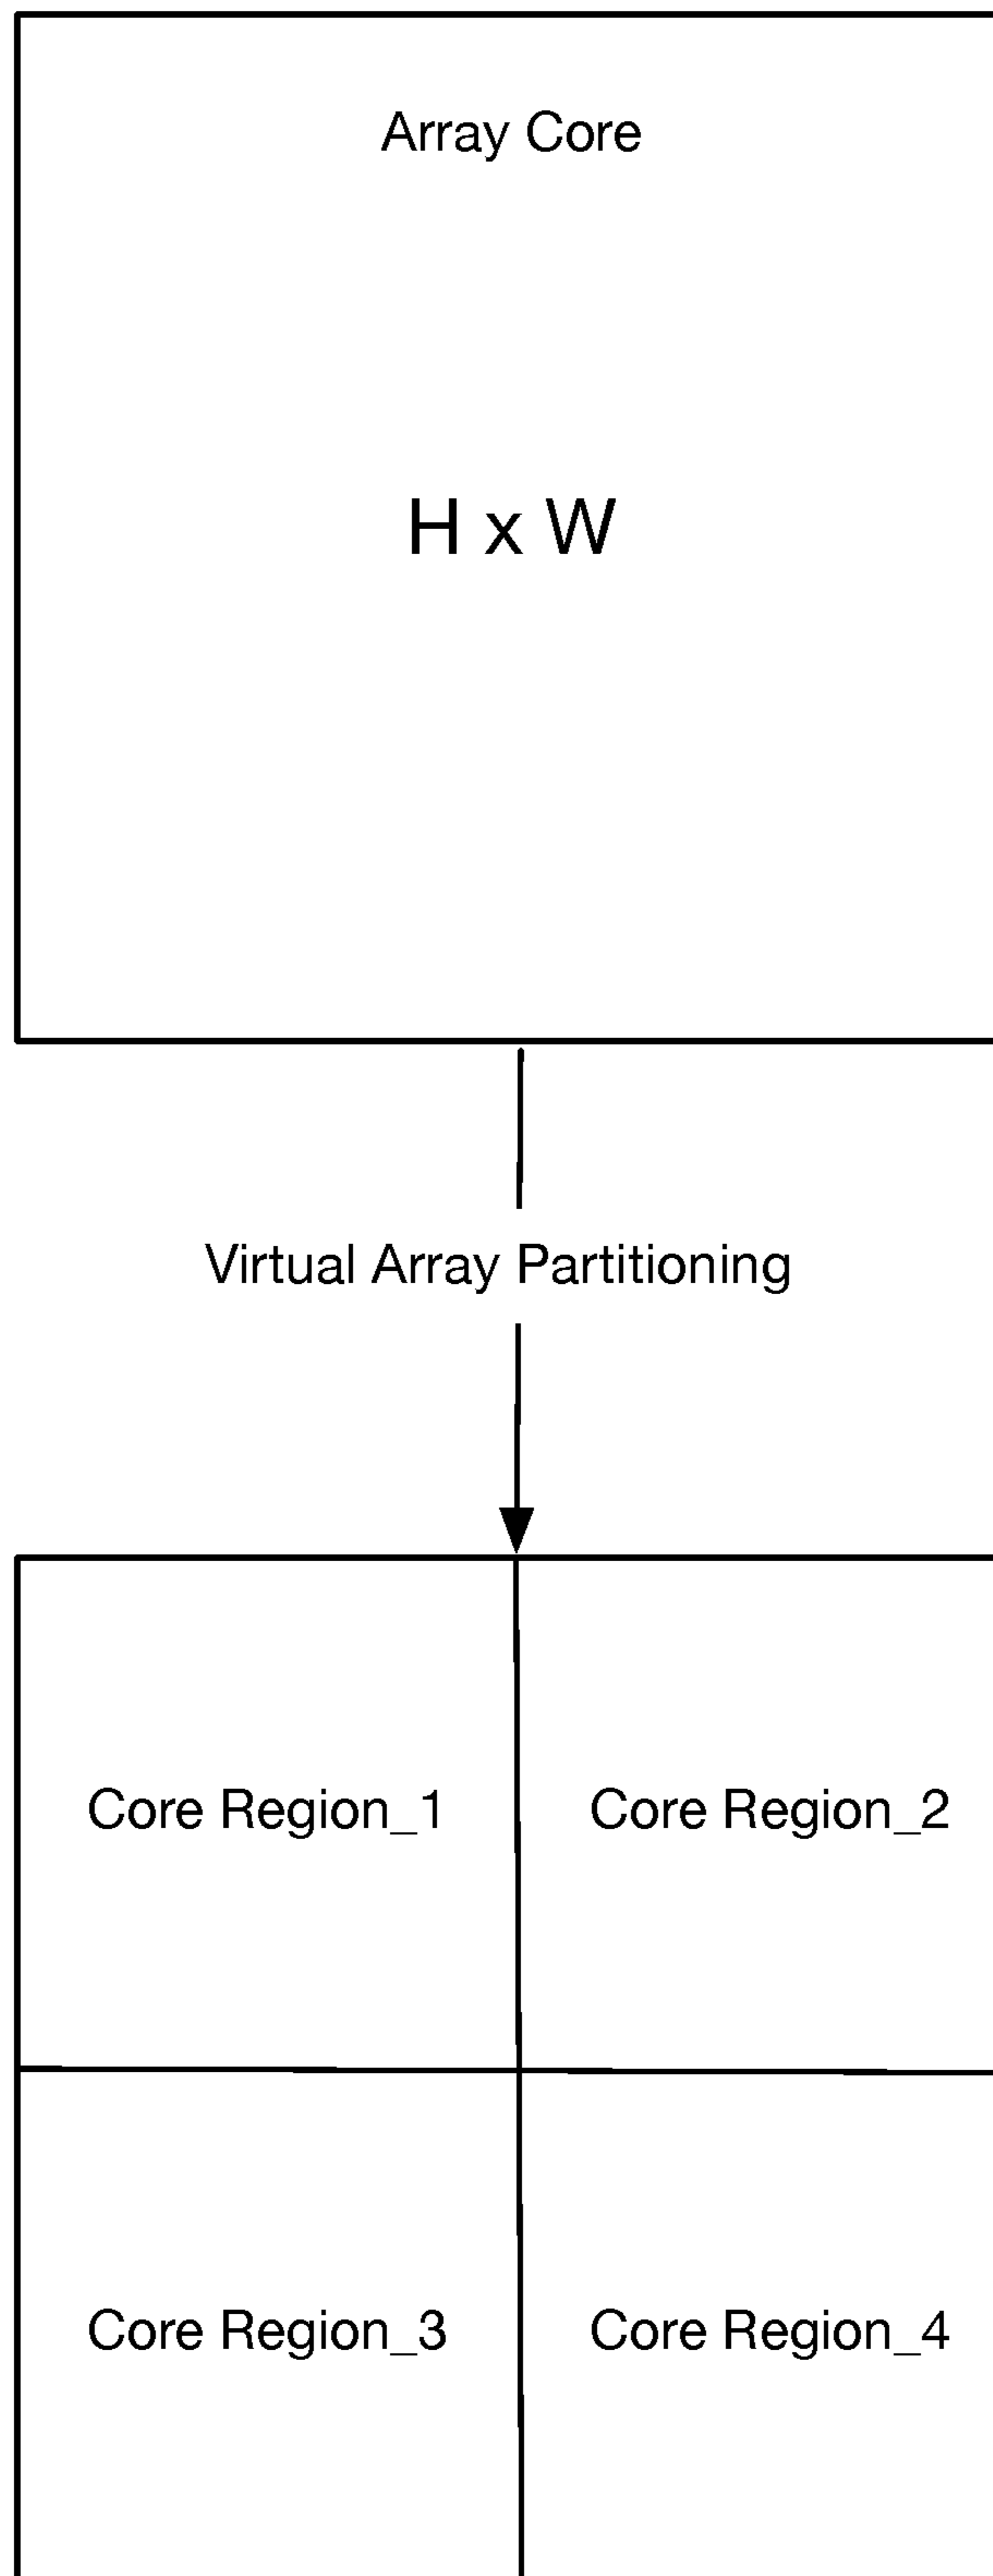 Array Core
H x W
Virtual Array Partitioning
Core Region_1
Core Region_2
Core Region_3
Core Region_4